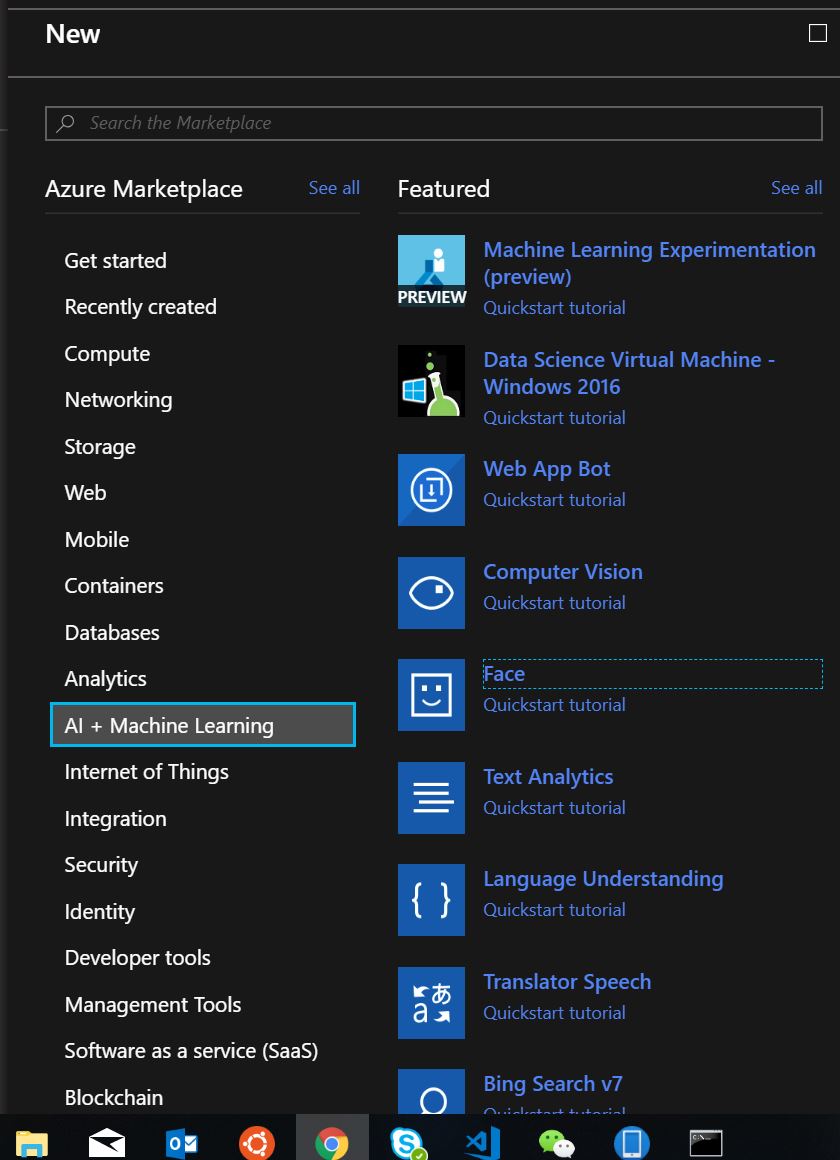 New
Search the Marketplace
Azure Marketplace
See all
Get started
Recently created
Compute
Networking
Storage
Web
Mobile
Containers
Databases
Analytics
AI + Machine Learning
Internet of Things
Integration
Security
Identity
Developer tools
Management Tools
Software as a service (SaaS)
Blockchain
Featured
See all
PREVIEW
Machine Learning Experimentation
(preview)
Quickstart tutorial
Data Science Virtual Machine -
Windows 2016
Quickstart tutorial
Web App Bot
Quickstart tutorial
Computer Vision
Quickstart tutorial
Face
Quickstart tutorial
Text Analytics
Quickstart tutorial
{ }
Language Understanding
Quickstart tutorial
あ
a
Translator Speech
Quickstart tutorial
Bing Search v7
Quickstart tutorial